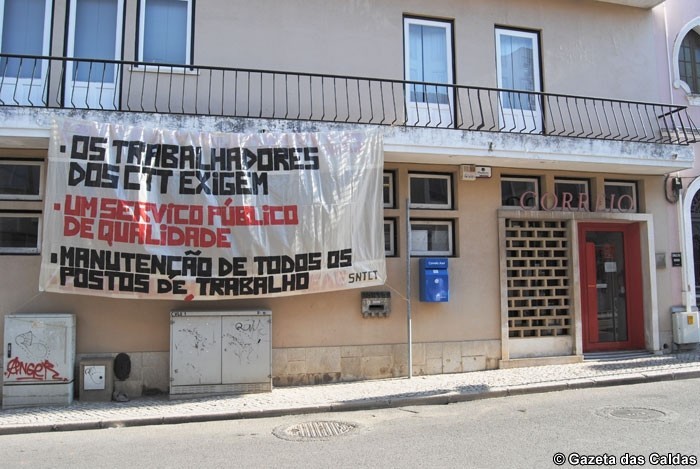 • OS TRABALHADORES
DOS CTT EXIGEM
• UM SERVIÇO PÚBLICO
DE QUALIDADE
• MANUTENÇÃO DE TODOS OS
POSTOS DE TRABALHO
SNTCT
CORREIO
© Gazeta das Caldas